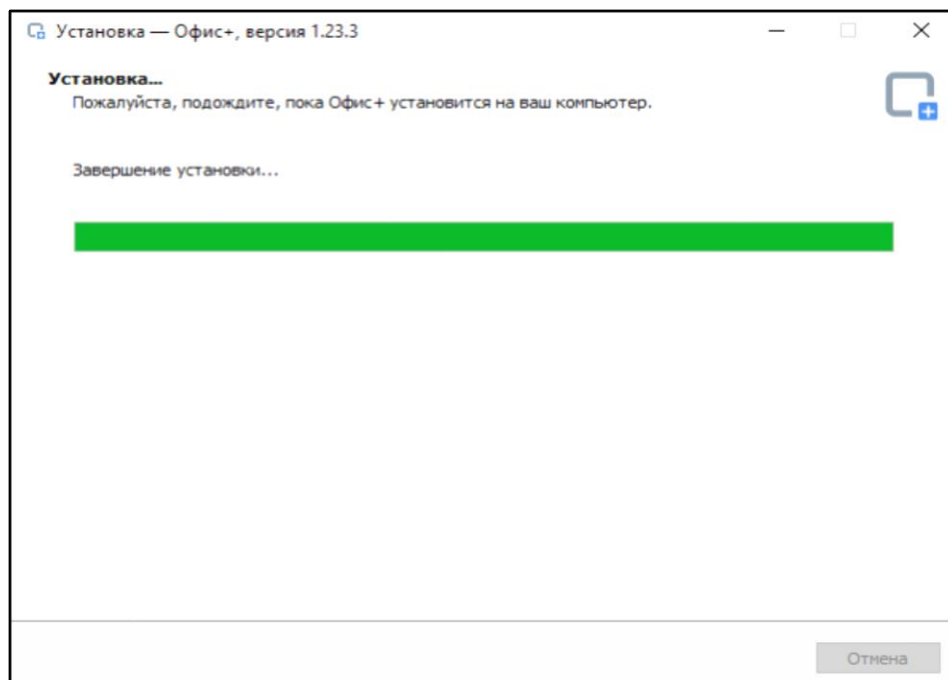 Установка — Офис+, версия 1.23.3
Установка...
Пожалуйста, подождите, пока Офис+ установится на ваш компьютер.
Завершение установки...
Отмена